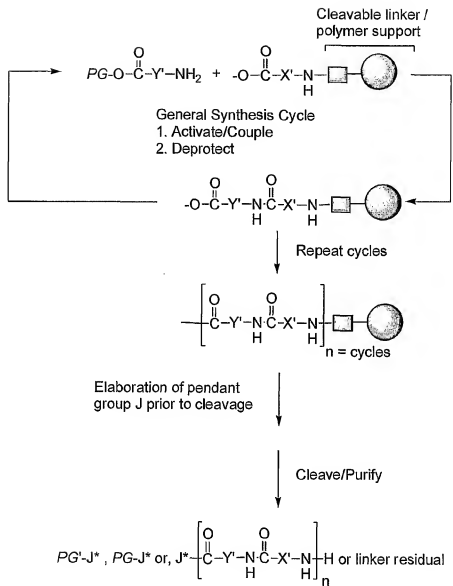 Cleavable linker /
polymer support
PG-O-C-Y'-NH₂ + -O-C-X'-N
O O H
General Synthesis Cycle
1. Activate/Couple
2. Deprotect
O O
-O-C-Y'-N-C-X'-N
H H
Repeat cycles
O O
C-Y'-N-C-X'-N
H H
n = cycles
Elaboration of pendant
group J prior to cleavage
Cleave/Purify
O O
PG'-J* , PG-J* or, J* C-Y'-N-C-X'-N H or linker residual
H H
n